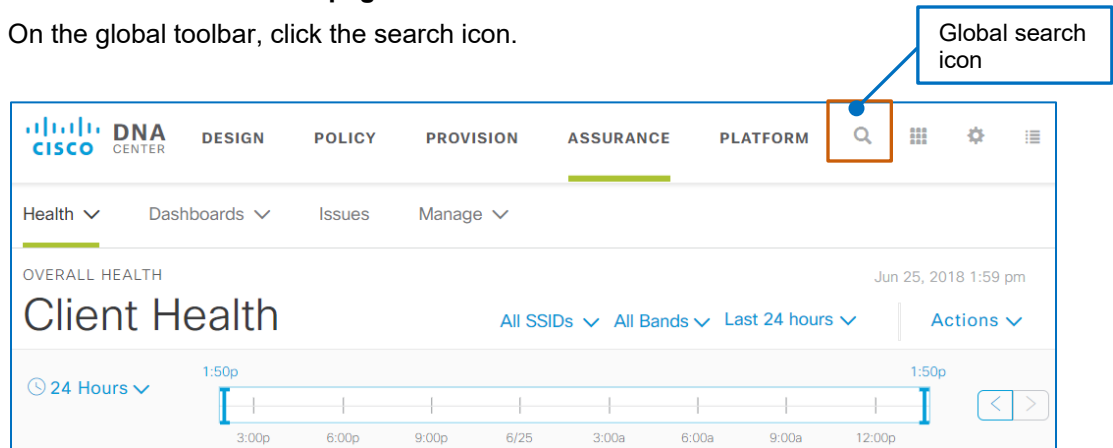 On the global toolbar, click the search icon.
Global search
icon
CISCO DNA CENTER DESIGN POLICY PROVISION ASSURANCE PLATFORM
Health Dashboards Issues Manage
OVERALL HEALTH
Jun 25, 2018 1:59 pm
Client Health
All SSIDs All Bands Last 24 hours Actions
1:50p 1:50p
24 Hours
3:00p 6:00p 9:00p 6/25 3:00a 6:00a 9:00a 12:00p